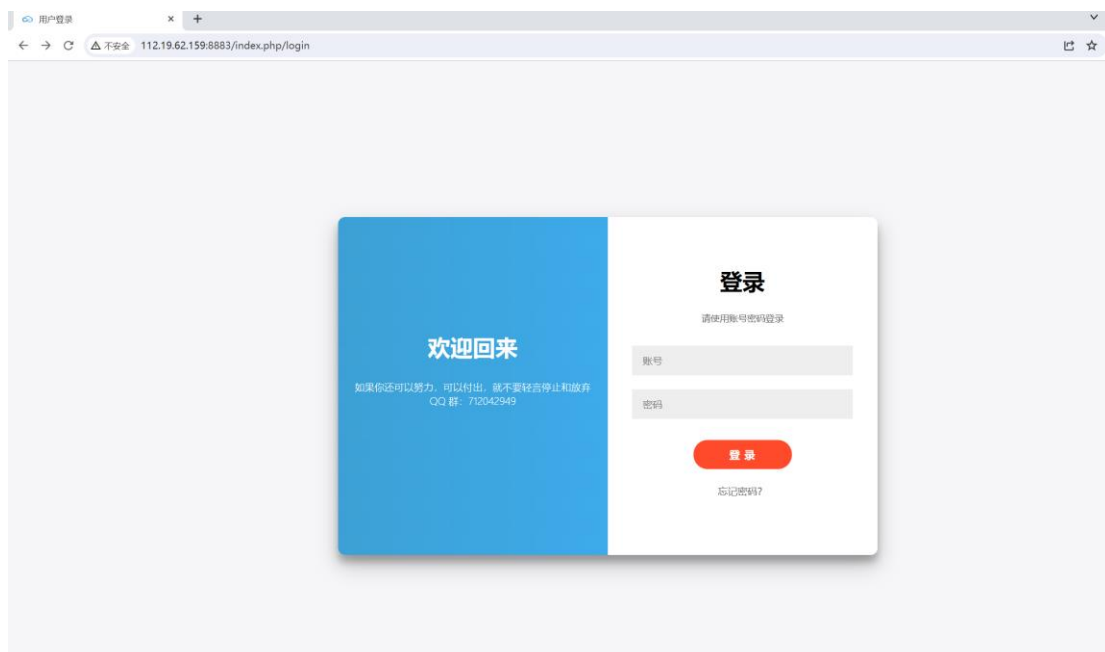 用户登录
不安全 112.19.62.159:8883/index.php/login
欢迎回来
如果你还可以努力，可以付出，就不要轻言停止和放弃
QQ 群：712042949
登录
请使用账号密码登录
账号
密码
登 录
忘记密码?